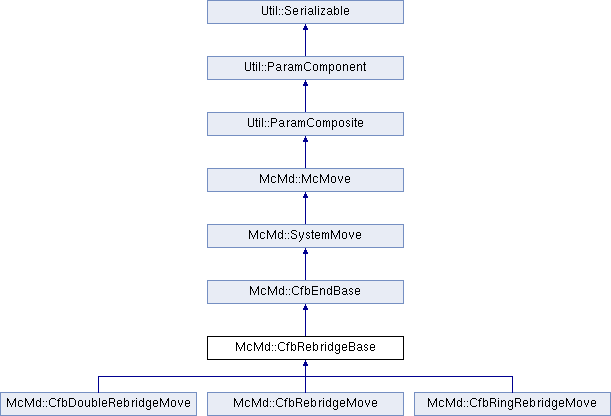 Util::Serializable
Util::ParamComponent
Util::ParamComposite
McMd::McMove
McMd::SystemMove
McMd::CfbEndBase
McMd::CfbRebridgeBase
McMd::CfbDoubleRebridgeMove
McMd::CfbRebridgeMove
McMd::CfbRingRebridgeMove